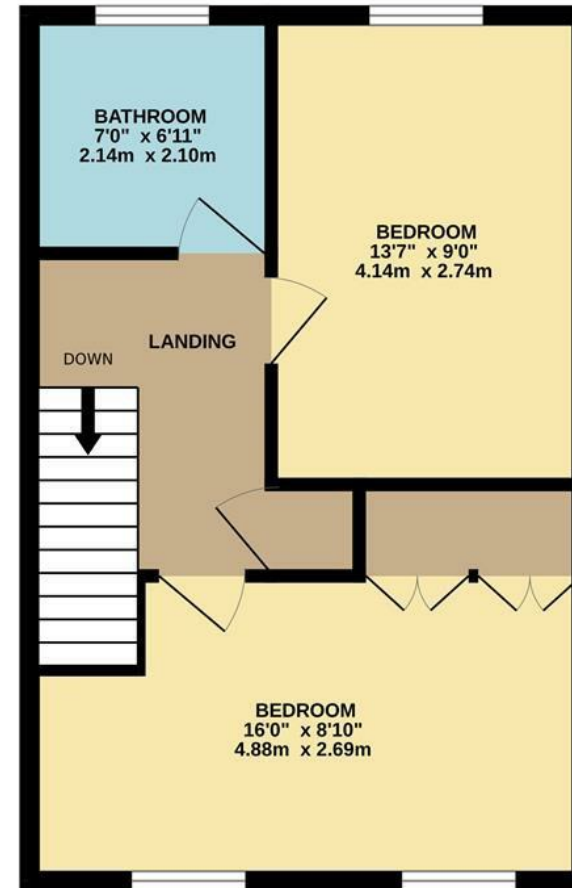 BATHROOM
7'0" x 6'11"
2.14m x 2.10m
BEDROOM
13'7" x 9'0"
4.14m x 2.74m
LANDING
DOWN
BEDROOM
16'0" x 8'10"
4.88m x 2.69m